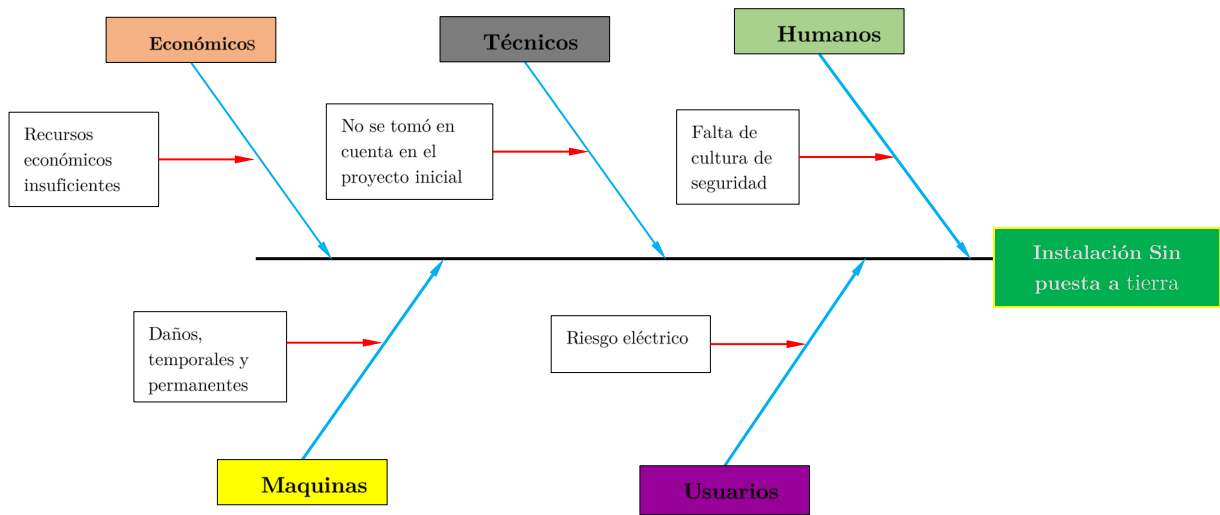 Económicos
Técnicos
Humanos
Recursos
económicos
insuficientes
No se tomó en
cuenta en el
proyecto inicial
Falta de
cultura de
seguridad
Instalación Sin
puesta a tierra
Daños,
temporales y
permanentes
Riesgo eléctrico
Maquinas
Usuarios